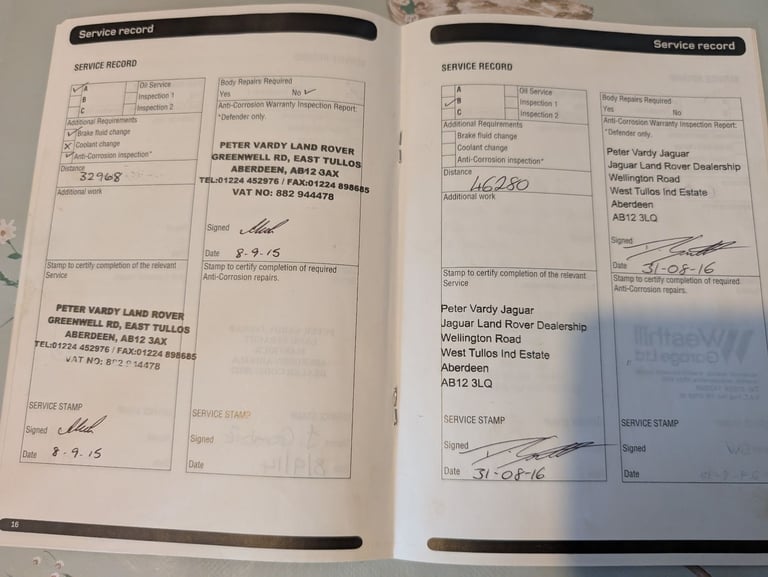 Service record
SERVICE RECORD
A
B
C
Oil Service
Inspection 1
Inspection 2
Additional Requirements
Brake fluid change
Coolant change
Anti-Corrosion inspection*
Distance
32968
Additional work
Body Repairs Required
Yes No
Anti-Corrosion Warranty Inspection Report:
*Defender only.
PETER VARDY LAND ROVER
GREENWELL RD, EAST TULLOS
ABERDEEN, AB12 3AX
TEL:01224 452976 / FAX:01224 898685
VAT NO: 882 944478
Signed
Date 8-9-15
Stamp to certify completion of the relevant
Service
PETER VARDY LAND ROVER
GREENWELL RD, EAST TULLOS
ABERDEEN, AB12 3AX
TEL:01224 452976 / FAX:01224 898685
VAT NO: 882 944478
SERVICE STAMP
Signed
Date 8-9-15
Stamp to certify completion of required
Anti-Corrosion repairs.
SERVICE STAMP
Signed
Date
16
Service record
SERVICE RECORD
A
B
C
Oil Service
Inspection 1
Inspection 2
Additional Requirements
Brake fluid change
Coolant change
Anti-Corrosion inspection*
Distance
46280
Additional work
Body Repairs Required
Yes No
Anti-Corrosion Warranty Inspection Report:
*Defender only.
Peter Vardy Jaguar
Jaguar Land Rover Dealership
Wellington Road
West Tullos Ind Estate
Aberdeen
AB12 3LQ
Signed
Date 31-08-16
Stamp to certify completion of the relevant
Service
Peter Vardy Jaguar
Jaguar Land Rover Dealership
Wellington Road
West Tullos Ind Estate
Aberdeen
AB12 3LQ
SERVICE STAMP
Signed
Date 31-08-16
Stamp to certify completion of required
Anti-Corrosion repairs.
SERVICE STAMP
Signed
Date